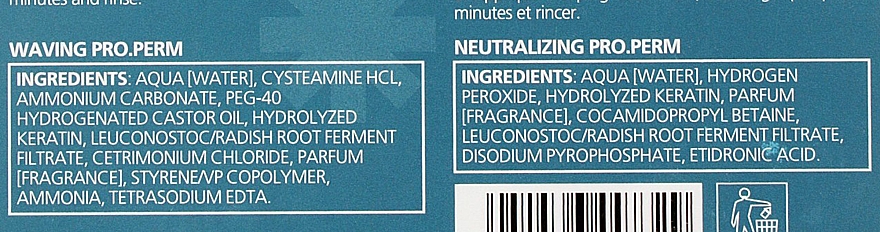 minutes and rinse.
WAVING PRO.PERM
INGREDIENTS: AQUA [WATER], CYSTEAMINE HCL,
AMMONIUM CARBONATE, PEG-40
HYDROGENATED CASTOR OIL, HYDROLYZED
KERATIN, LEUCONOSTOC/RADISH ROOT FERMENT
FILTRATE, CETRIMONIUM CHLORIDE, PARFUM
[FRAGRANCE], STYRENE/VP COPOLYMER,
AMMONIA, TETRASODIUM EDTA.
minutes et rincer.
NEUTRALIZING PRO.PERM
INGREDIENTS: AQUA [WATER], HYDROGEN
PEROXIDE, HYDROLYZED KERATIN, PARFUM
[FRAGRANCE], COCAMIDOPROPYL BETAINE,
LEUCONOSTOC/RADISH ROOT FERMENT FILTRATE,
DISODIUM PYROPHOSPHATE, ETIDRONIC ACID.